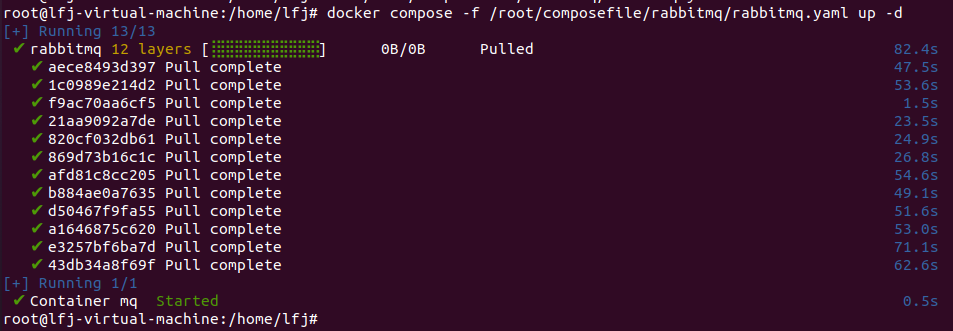 root@lfj-virtual-machine:/home/lfj# docker compose -f /root/composefile/rabbitmq/rabbitmq.yaml up -d
[+] Running 13/13
✔ rabbitmq 12 layers [⣿⣿⣿⣿⣿⣿⣿⣿⣿⣿⣿⣿] 0B/0B Pulled 82.4s
✔ aece8493d397 Pull complete 47.5s
✔ 1c0989e214d2 Pull complete 53.6s
✔ f9ac70aa6cf5 Pull complete 1.5s
✔ 21aa9092a7de Pull complete 23.5s
✔ 820cf032db61 Pull complete 24.9s
✔ 869d73b16c1c Pull complete 26.8s
✔ afd81c8cc205 Pull complete 54.6s
✔ b884ae0a7635 Pull complete 49.1s
✔ d50467f9fa55 Pull complete 51.6s
✔ a1646875c620 Pull complete 53.0s
✔ e3257bf6ba7d Pull complete 71.1s
✔ 43db34a8f69f Pull complete 62.6s
[+] Running 1/1
✔ Container mq Started 0.5s
root@lfj-virtual-machine:/home/lfj#